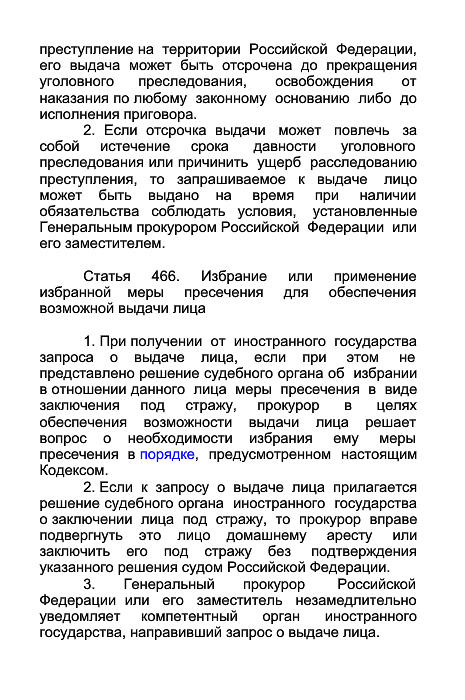 преступление на территории Российской Федерации,
его выдача может быть отсрочена до прекращения
уголовного преследования, освобождения от
наказания по любому законному основанию либо до
исполнения приговора.
2. Если отсрочка выдачи может повлечь за
собой истечение срока давности уголовного
преследования или причинить ущерб расследованию
преступления, то запрашиваемое к выдаче лицо
может быть выдано на время при наличии
обязательства соблюдать условия, установленные
Генеральным прокурором Российской Федерации или
его заместителем.
Статья 466. Избрание или применение
избранной меры пресечения для обеспечения
возможной выдачи лица
1. При получении от иностранного государства
запроса о выдаче лица, если при этом не
представлено решение судебного органа об избрании
в отношении данного лица меры пресечения в виде
заключения под стражу, прокурор в целях
обеспечения возможности выдачи лица решает
вопрос о необходимости избрания ему меры
пресечения в порядке, предусмотренном настоящим
Кодексом.
2. Если к запросу о выдаче лица прилагается
решение судебного органа иностранного государства
о заключении лица под стражу, то прокурор вправе
подвергнуть это лицо домашнему аресту или
заключить его под стражу без подтверждения
указанного решения судом Российской Федерации.
3. Генеральный прокурор Российской
Федерации или его заместитель незамедлительно
уведомляет компетентный орган иностранного
государства, направивший запрос о выдаче лица.